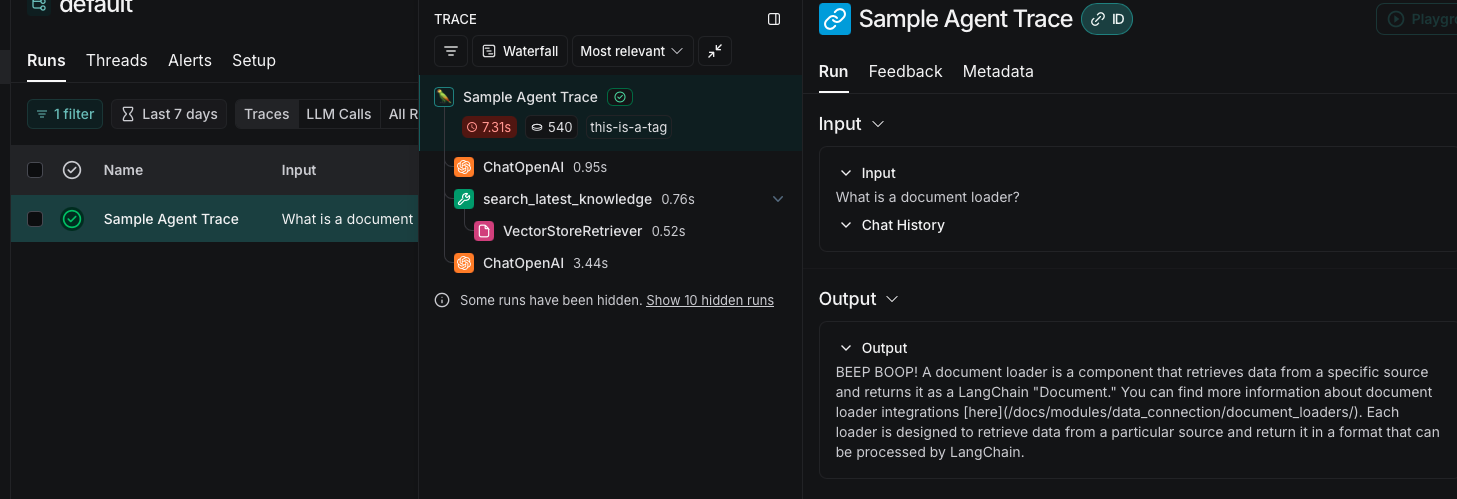 default
Runs Threads Alerts Setup
1 filter Last 7 days Traces LLM Calls All R
Name Input
Sample Agent Trace What is a document
TRACE
Waterfall Most relevant
Sample Agent Trace
7.31s 540 this-is-a-tag
ChatOpenAI 0.95s
search_latest_knowledge 0.76s
VectorStoreRetriever 0.52s
ChatOpenAI 3.44s
Some runs have been hidden. Show 10 hidden runs
Sample Agent Trace ID Playgr
Run Feedback Metadata
Input
Input
What is a document loader?
Chat History
Output
Output
BEEP BOOP! A document loader is a component that retrieves data from a specific source
and returns it as a LangChain "Document." You can find more information about document
loader integrations [here](/docs/modules/data_connection/document_loaders/). Each
loader is designed to retrieve data from a particular source and return it in a format that can
be processed by LangChain.